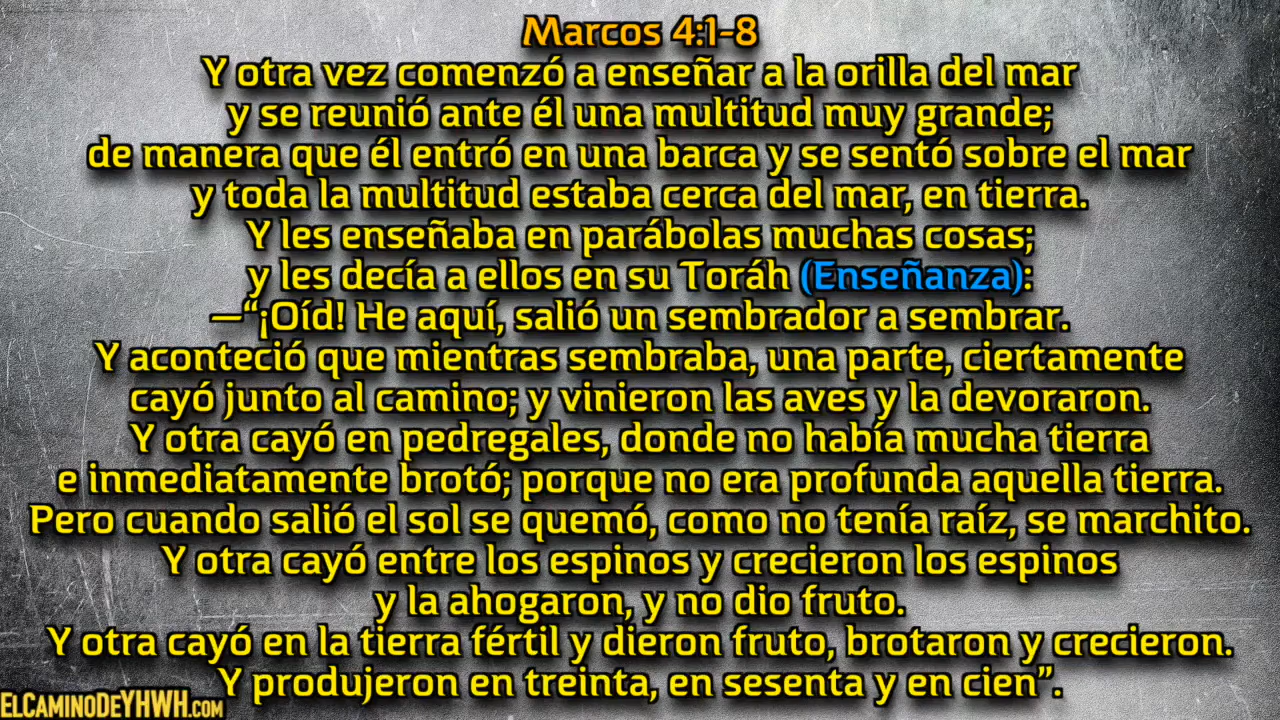 Marcos 4:1-8
Y otra vez comenzó a enseñar a la orilla del mar
y se reunió ante él una multitud muy grande;
de manera que él entró en una barca y se sentó sobre el mar
y toda la multitud estaba cerca del mar, en tierra.
Y les enseñaba en parábolas muchas cosas;
y les decía a ellos en su Toráh (Enseñanza):
—“¡Oíd! He aquí, salió un sembrador a sembrar.
Y aconteció que mientras sembraba, una parte, ciertamente
cayó junto al camino; y vinieron las aves y la devoraron.
Y otra cayó en pedregales, donde no había mucha tierra
e inmediatamente brotó; porque no era profunda aquella tierra.
Pero cuando salió el sol se quemó, como no tenía raíz, se marchito.
Y otra cayó entre los espinos y crecieron los espinos
y la ahogaron, y no dio fruto.
Y otra cayó en la tierra fértil y dieron fruto, brotaron y crecieron.
Y produjeron en treinta, en sesenta y en cien”.
ELCAMINODEYHWH.COM